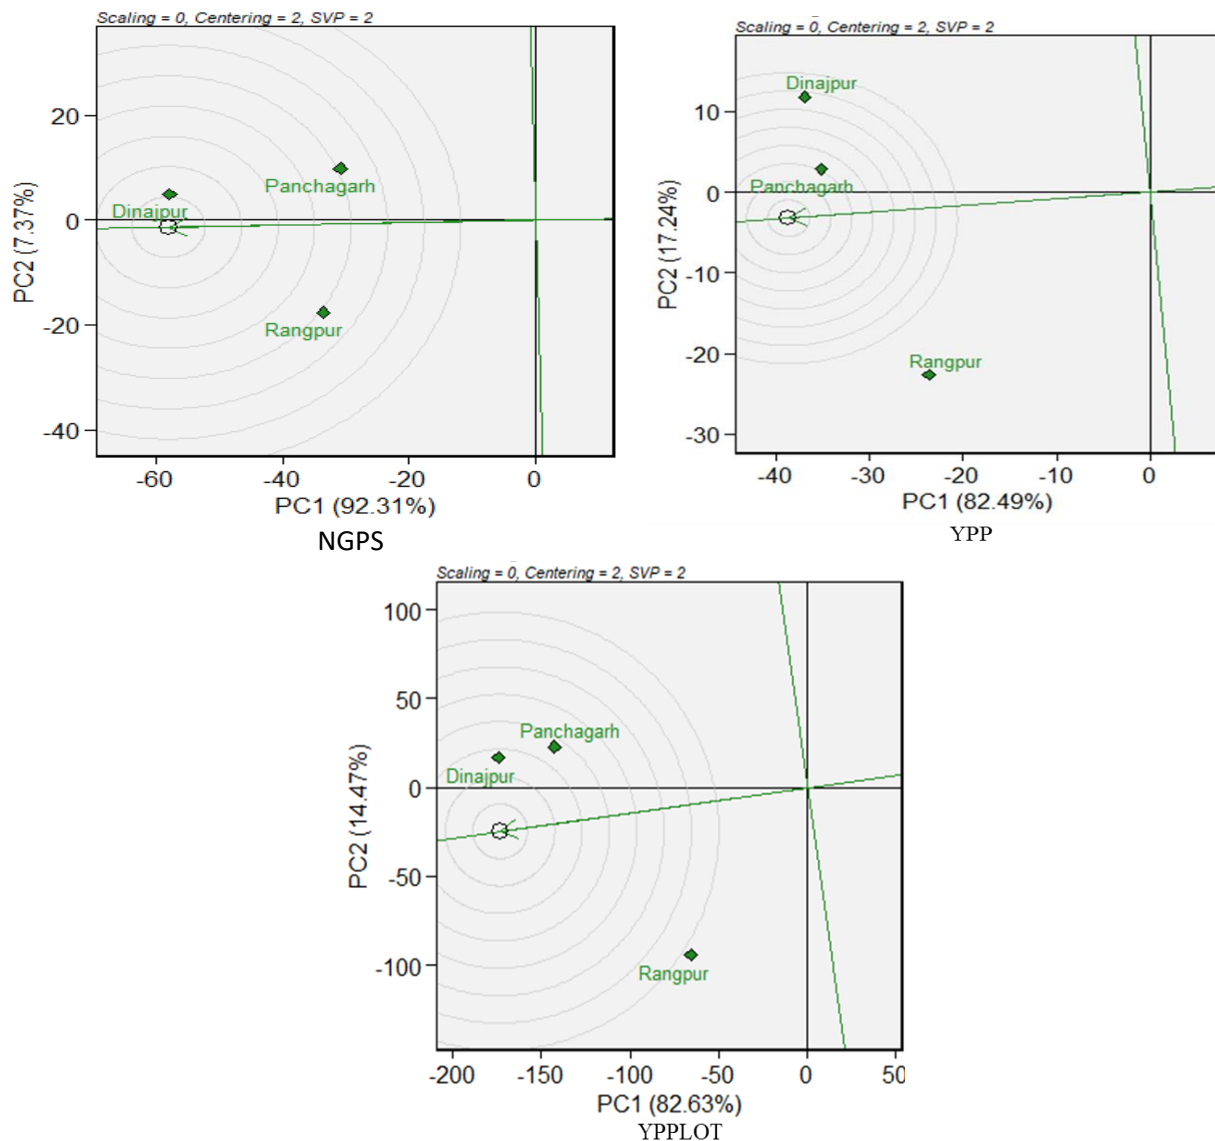 Scaling = 0, Centering = 2, SVP = 2
20
0
-20
-40
PC2 (7.37%)
Panchagarh
Dinajpur
Rangpur
-60
-40
-20
0
PC1 (92.31%)
NGPS
Scaling = 0, Centering = 2, SVP = 2
10
0
-10
-20
-30
PC2 (17.24%)
Dinajpur
Panchagarh
Rangpur
-40
-30
-20
-10
0
PC1 (82.49%)
YPP
Scaling = 0, Centering = 2, SVP = 2
100
50
0
-50
-100
PC2 (14.47%)
Panchagarh
Dinajpur
Rangpur
-200
-150
-100
-50
0
50
PC1 (82.63%)
YPPLOT